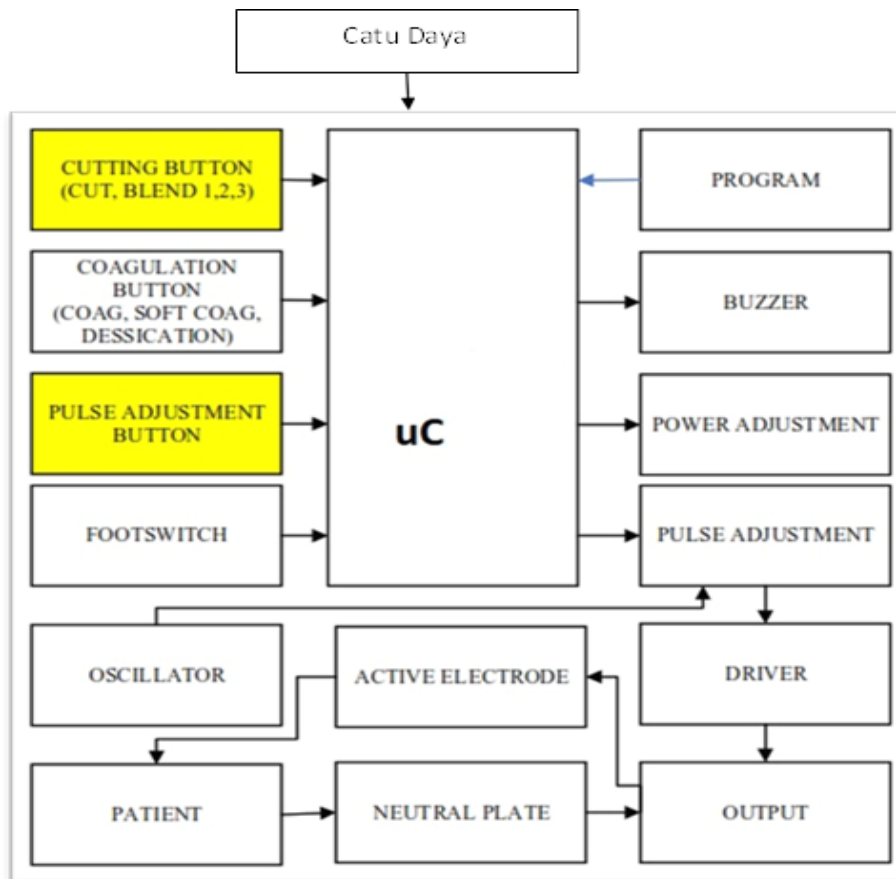 Catu Daya
CUTTING BUTTON
(CUT, BLEND 1,2,3)
PROGRAM
COAGULATION
BUTTON
(COAG, SOFT COAG,
DESSICATION)
BUZZER
PULSE ADJUSTMENT
BUTTON
uC
POWER ADJUSTMENT
FOOTSWITCH
PULSE ADJUSTMENT
OSCILLATOR
ACTIVE ELECTRODE
DRIVER
PATIENT
NEUTRAL PLATE
OUTPUT